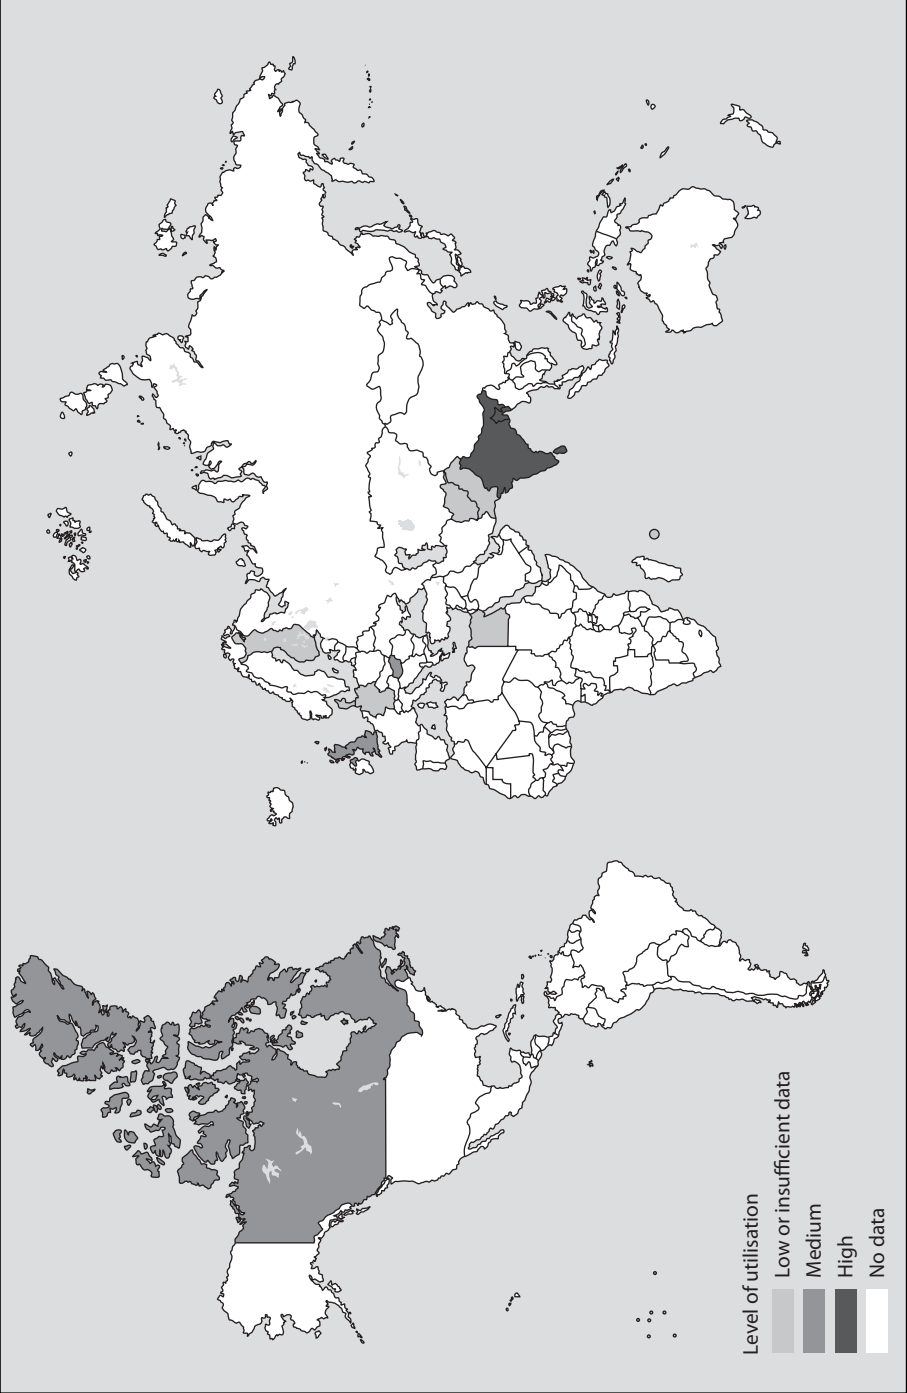 Level of utilisation
Low or insufficient data
Medium
High
No data